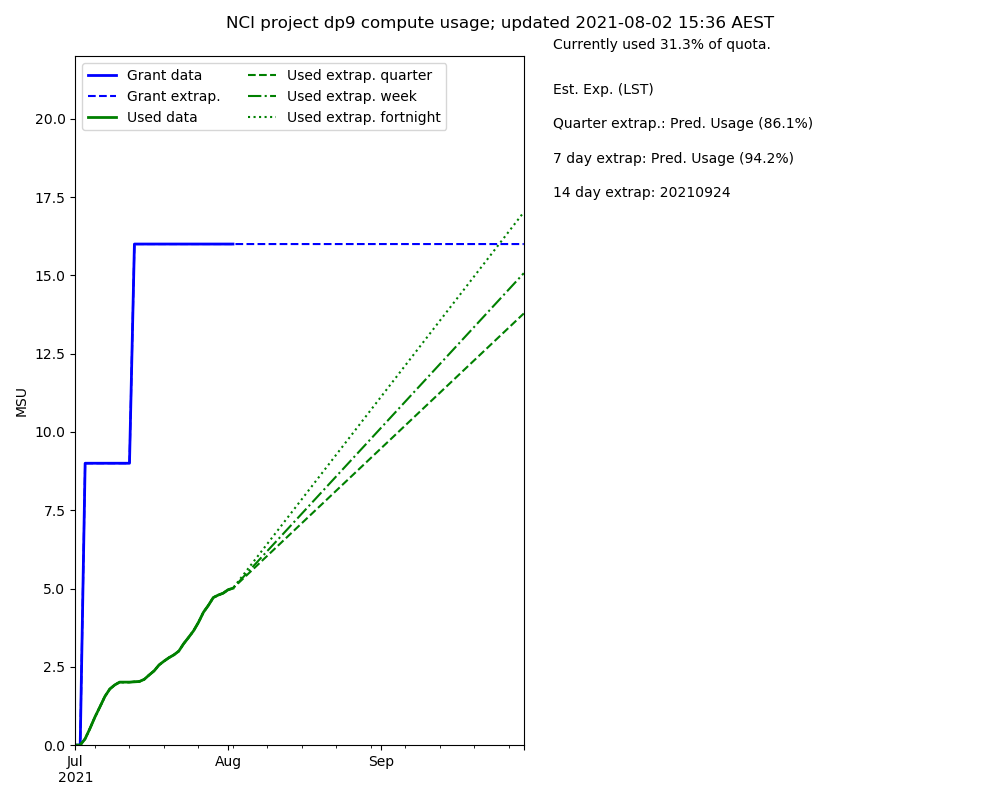 NCI project dp9 compute usage; updated 2021-08-02 15:36 AEST
Currently used 31.3% of quota.
Est. Exp. (LST)
Quarter extrap.: Pred. Usage (86.1%)
7 day extrap: Pred. Usage (94.2%)
14 day extrap: 20210924
Grant data
Grant extrap.
Used data
Used extrap. quarter
Used extrap. week
Used extrap. fortnight
MSU
20.0
17.5
15.0
12.5
10.0
7.5
5.0
2.5
0.0
Jul
2021
Aug
Sep